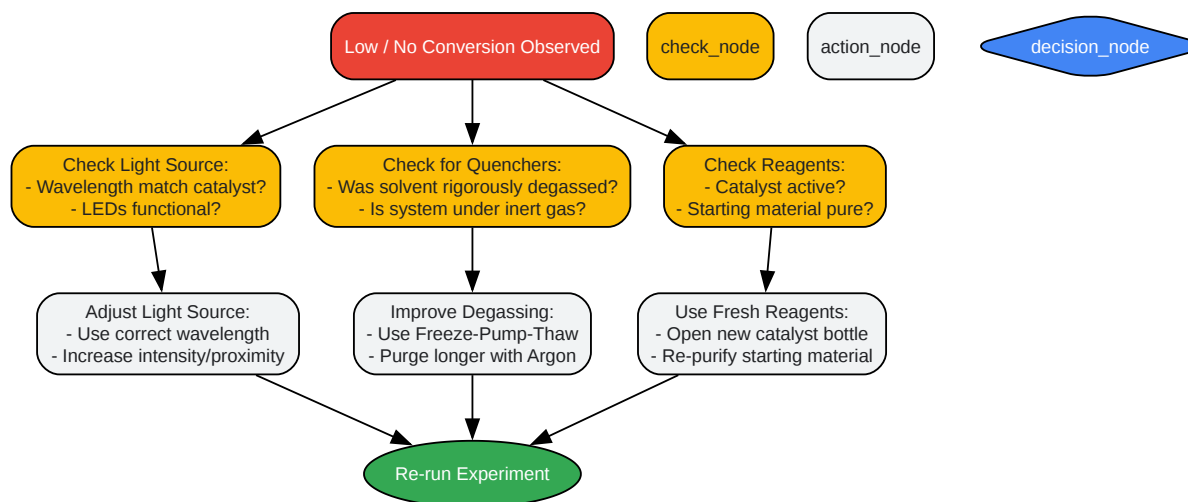 Low / No Conversion Observed
check_node
action_node
decision_node
Check Light Source:
- Wavelength match catalyst?
- LEDs functional?
Check for Quenchers:
- Was solvent rigorously degassed?
- Is system under inert gas?
Check Reagents:
- Catalyst active?
- Starting material pure?
Adjust Light Source:
- Use correct wavelength
- Increase intensity/proximity
Improve Degassing:
- Use Freeze-Pump-Thaw
- Purge longer with Argon
Use Fresh Reagents:
- Open new catalyst bottle
- Re-purify starting material
Re-run Experiment